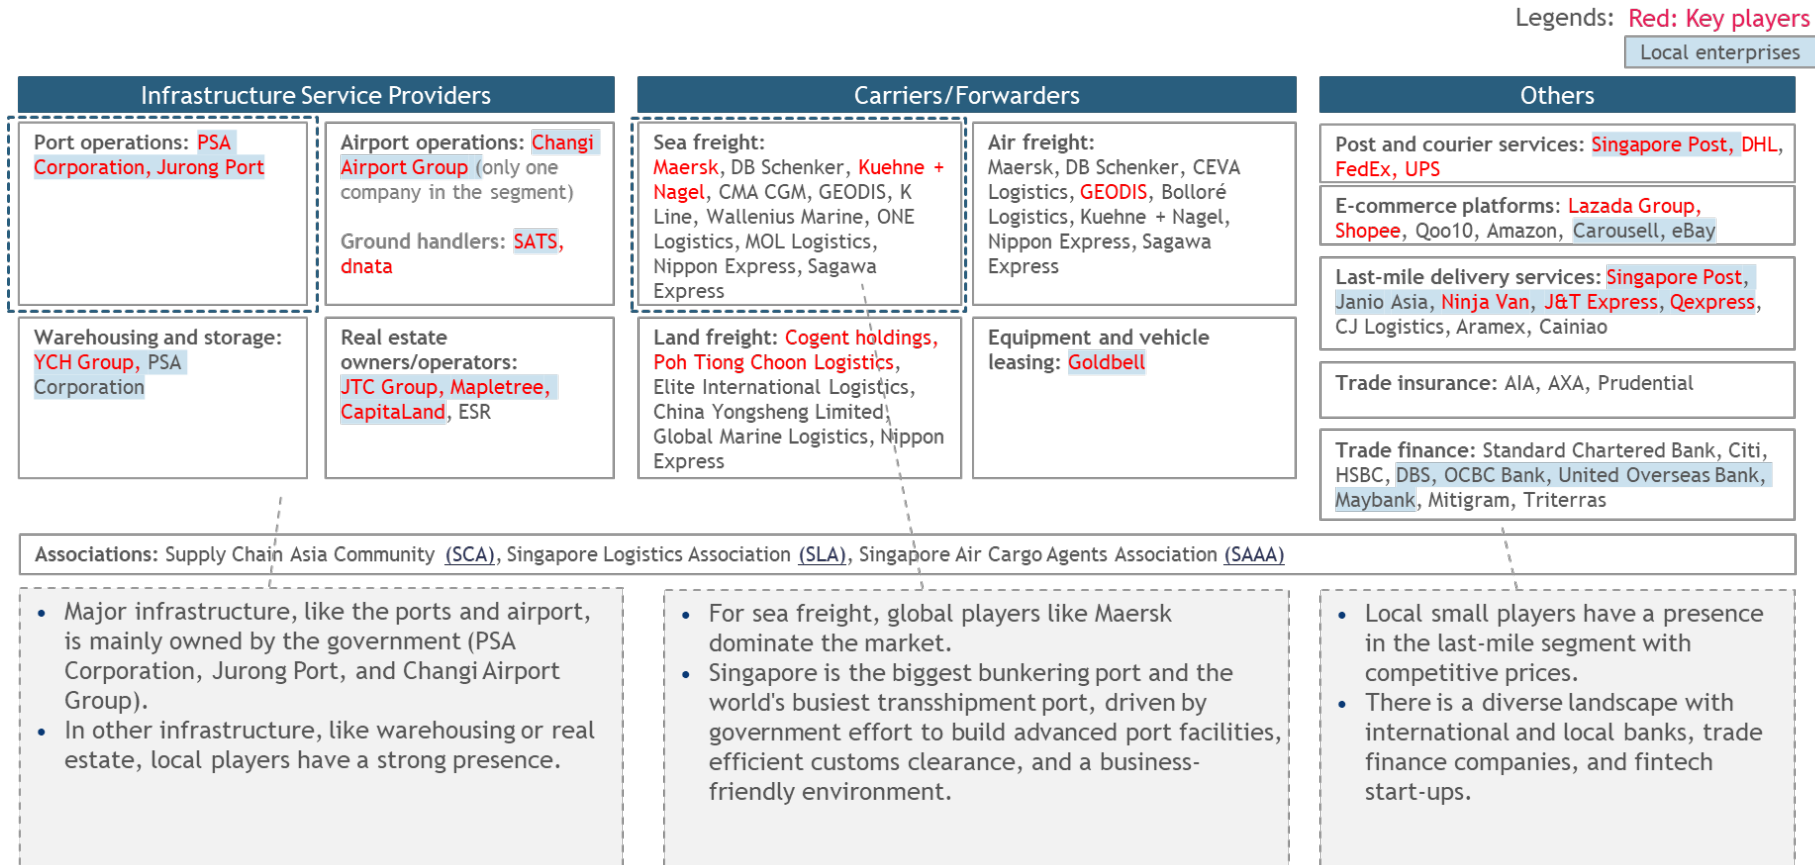 Legends: Red: Key players
Local enterprises
Infrastructure Service Providers
Port operations: PSA
Corporation, Jurong Port
Airport operations: Changi
Airport Group (only one
company in the segment)
Ground handlers: SATS,
dnata
Warehousing and storage:
YCH Group, PSA
Corporation
Real estate
owners/operators:
JTC Group, Mapletree,
CapitaLand, ESR
Carriers/Forwarders
Sea freight:
Maersk, DB Schenker, Kuehne +
Nagel, CMA CGM, GEODIS, K
Line, Wallenius Marine, ONE
Logistics, MOL Logistics,
Nippon Express, Sagawa
Express
Air freight:
Maersk, DB Schenker, CEVA
Logistics, GEODIS, Bolloré
Logistics, Kuehne + Nagel,
Nippon Express, Sagawa
Express
Land freight: Cogent holdings,
Poh Tiong Choon Logistics,
Elite International Logistics,
China Yongsheng Limited,
Global Marine Logistics, Nippon
Express
Equipment and vehicle
leasing: Goldbell
Others
Post and courier services: Singapore Post, DHL,
FedEx, UPS
E-commerce platforms: Lazada Group,
Shopee, Qoo10, Amazon, Carousell, eBay
Last-mile delivery services: Singapore Post,
Janio Asia, Ninja Van, J&T Express, Qexpress,
CJ Logistics, Aramex, Cainiao
Trade insurance: AIA, AXA, Prudential
Trade finance: Standard Chartered Bank, Citi,
HSBC, DBS, OCBC Bank, United Overseas Bank,
Maybank, Mitigram, Triterras
Associations: Supply Chain Asia Community (SCA), Singapore Logistics Association (SLA), Singapore Air Cargo Agents Association (SAAA)
• Major infrastructure, like the ports and airport,
is mainly owned by the government (PSA
Corporation, Jurong Port, and Changi Airport
Group).
• In other infrastructure, like warehousing or real
estate, local players have a strong presence.
• For sea freight, global players like Maersk
dominate the market.
• Singapore is the biggest bunkering port and the
world's busiest transshipment port, driven by
government effort to build advanced port facilities,
efficient customs clearance, and a business-
friendly environment.
• Local small players have a presence
in the last-mile segment with
competitive prices.
• There is a diverse landscape with
international and local banks, trade
finance companies, and fintech
start-ups.